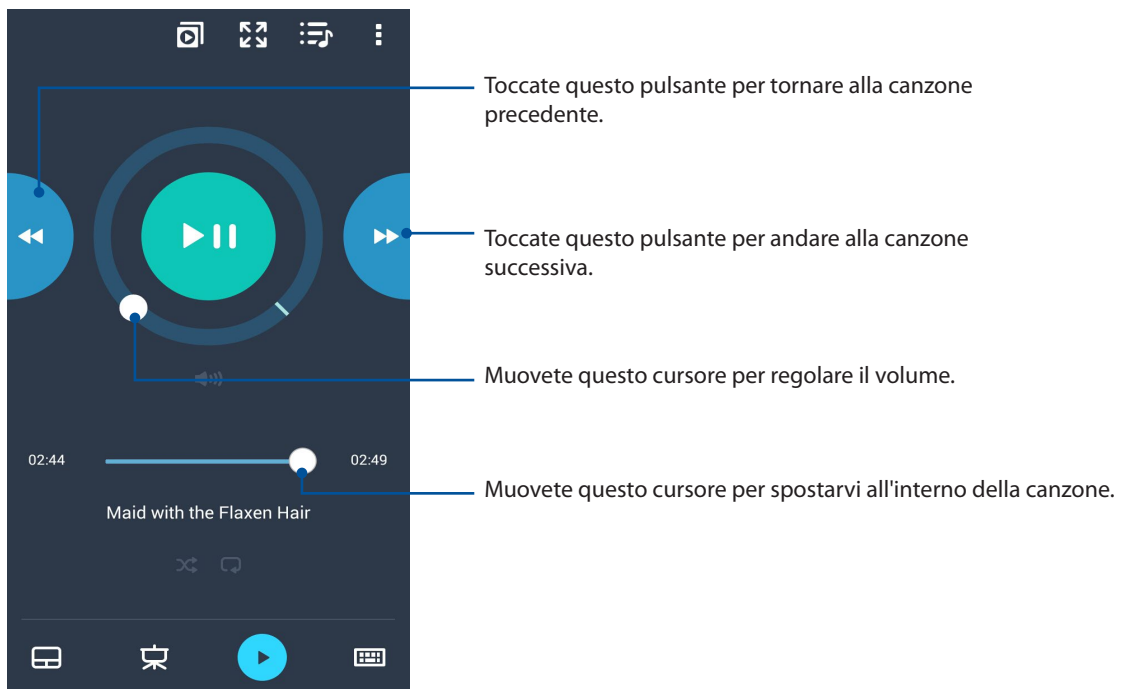 Toccate questo pulsante per tornare alla canzone
precedente.
Toccate questo pulsante per andare alla canzone
successiva.
Muovete questo cursore per regolare il volume.
02:44
02:49
Muovete questo cursore per spostarvi all'interno della canzone.
Maid with the Flaxen Hair